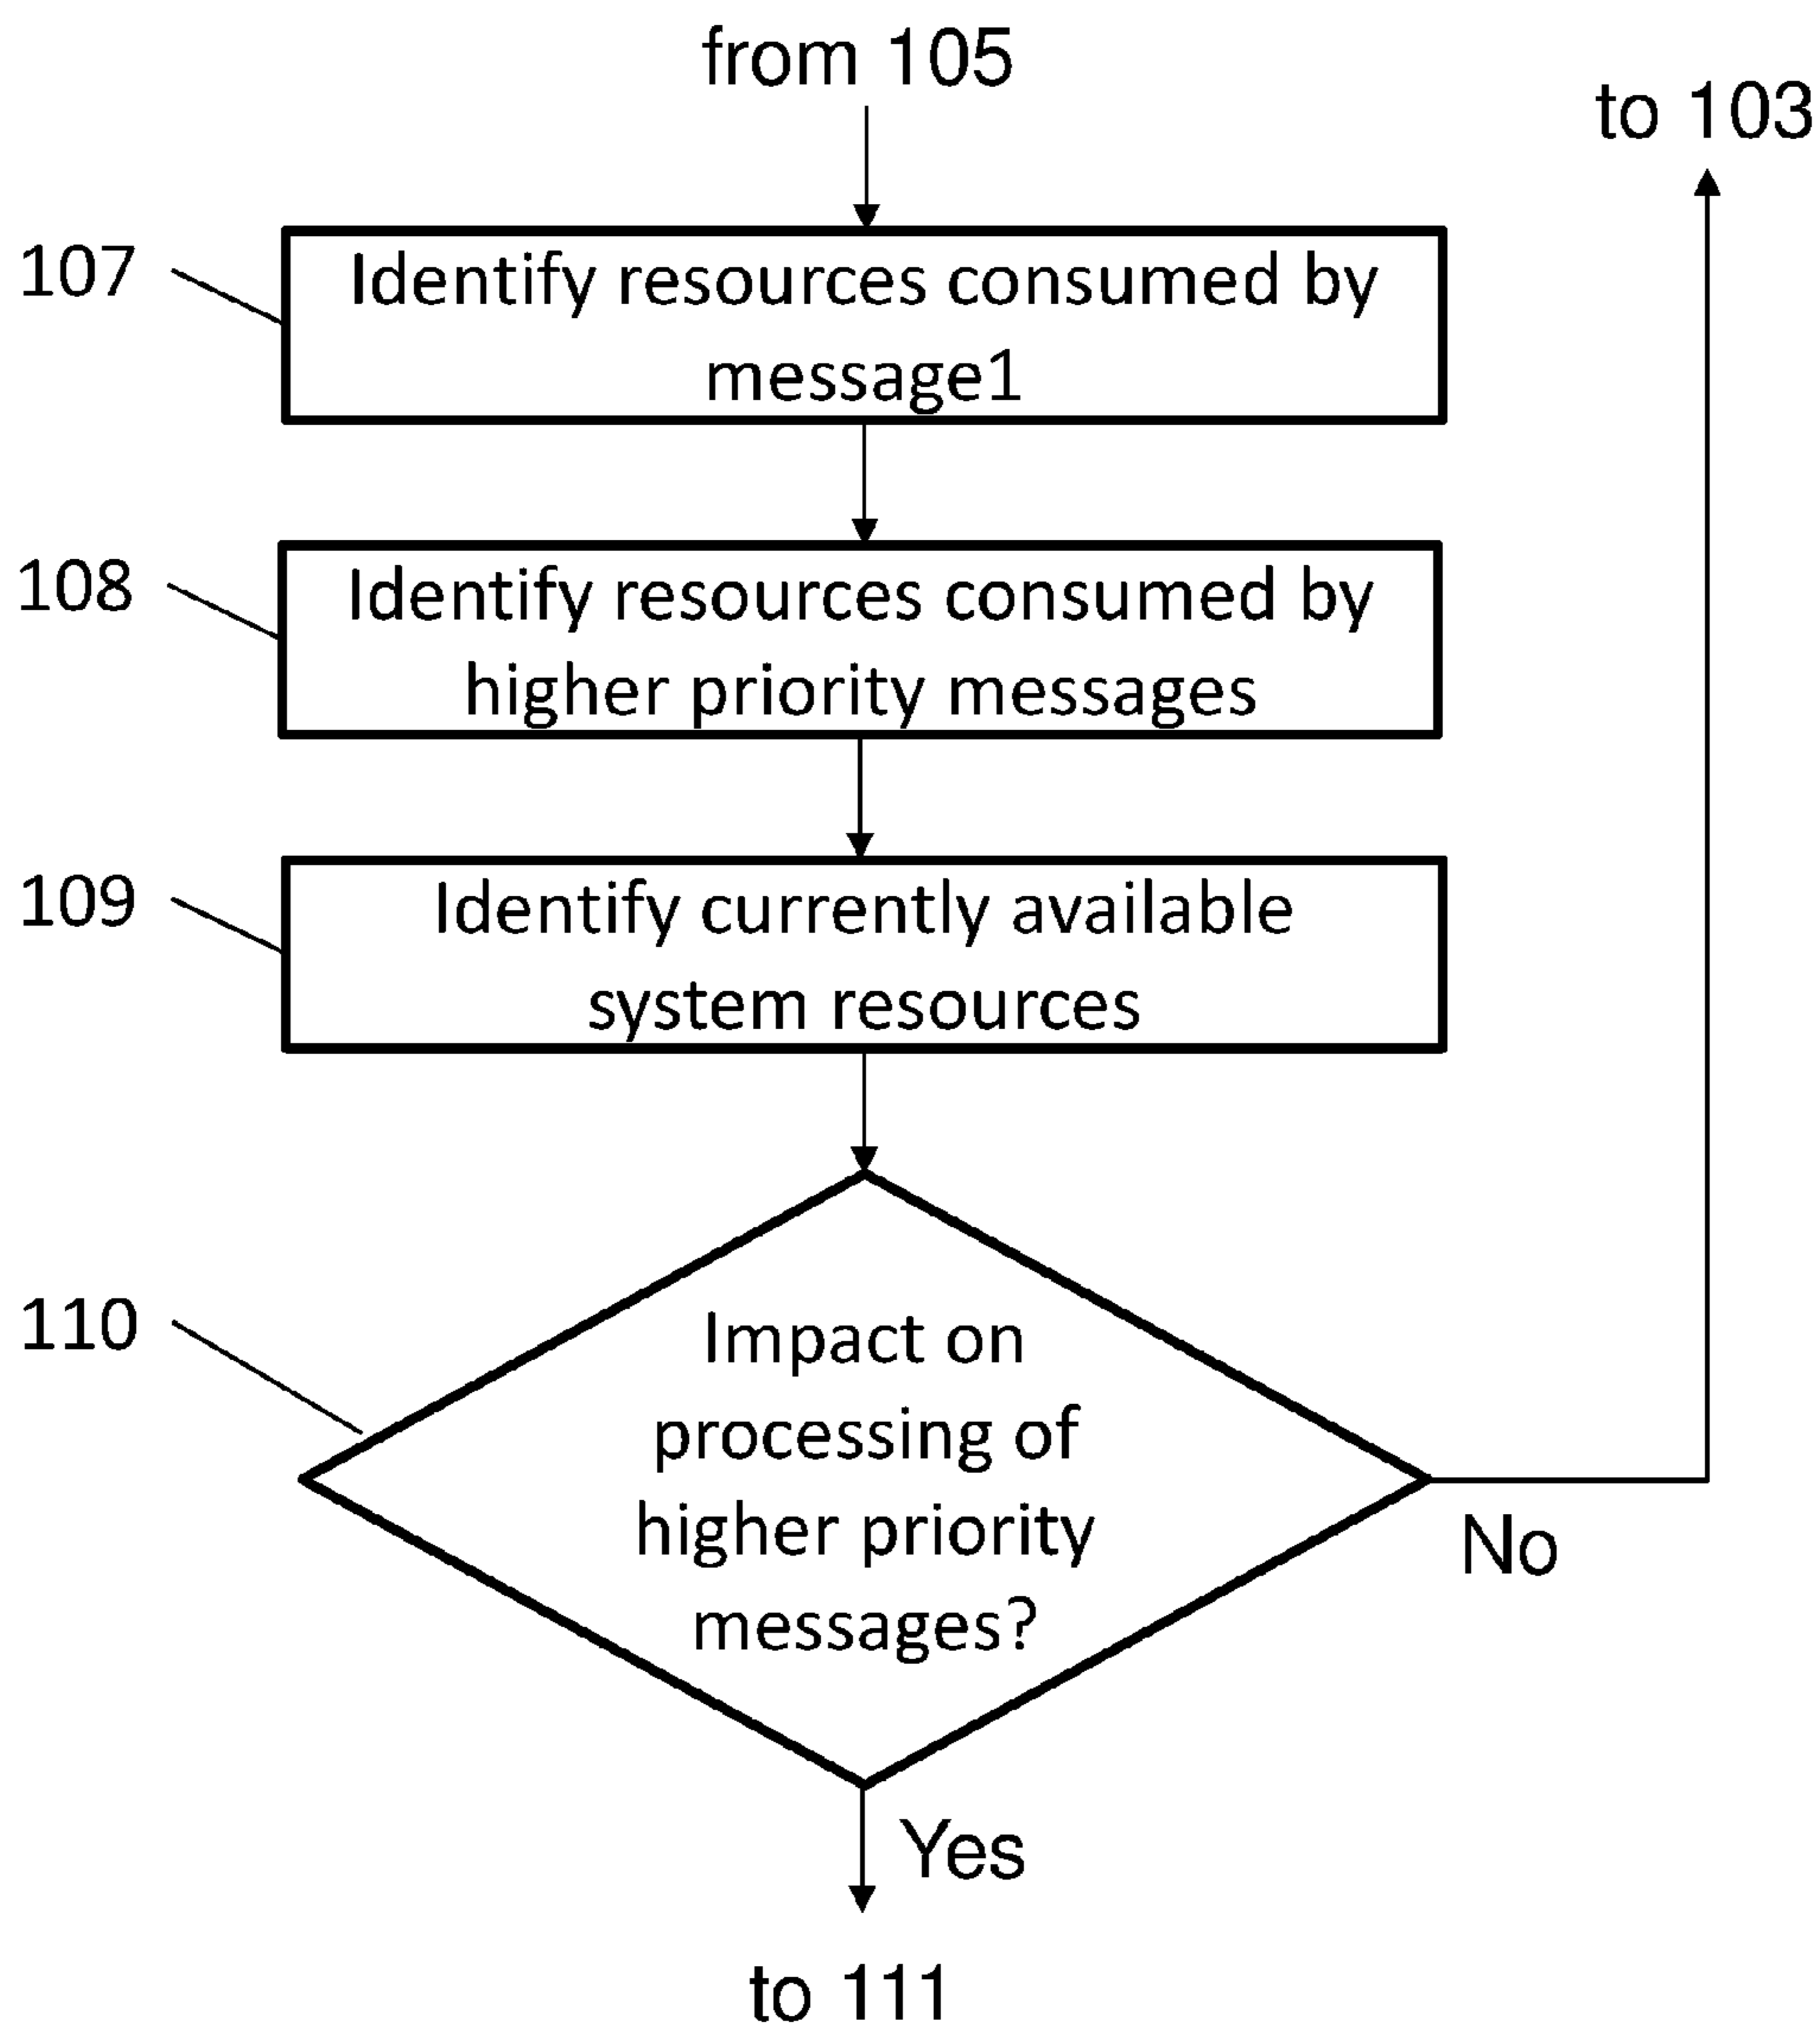 from 105
to 103
107
Identify resources consumed by
message1
108
Identify resources consumed by
higher priority messages
109
Identify currently available
system resources
110
Impact on
processing of
higher priority
messages?
No
Yes
to 111